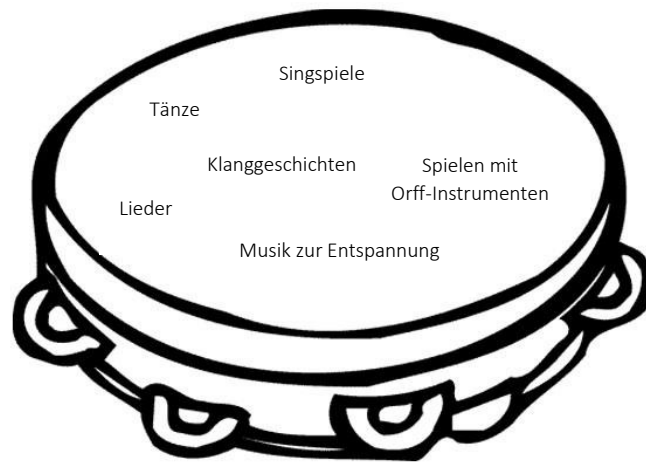 Singspiele
Tänze
Klanggeschichten
Spielen mit
Orff-Instrumenten
Lieder
Musik zur Entspannung